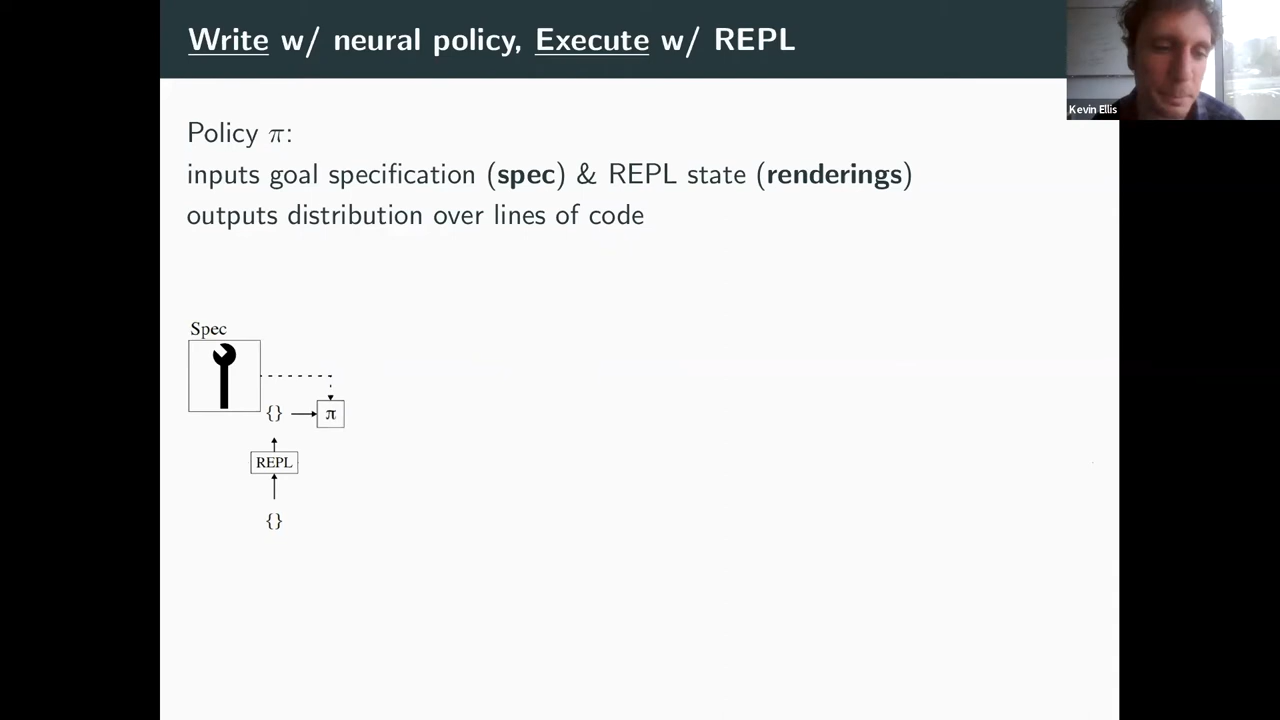 Write w/ neural policy, Execute w/ REPL
Kevin Ellis
Policy π:
inputs goal specification (spec) & REPL state (renderings)
outputs distribution over lines of code
Spec
{} π
REPL
{}